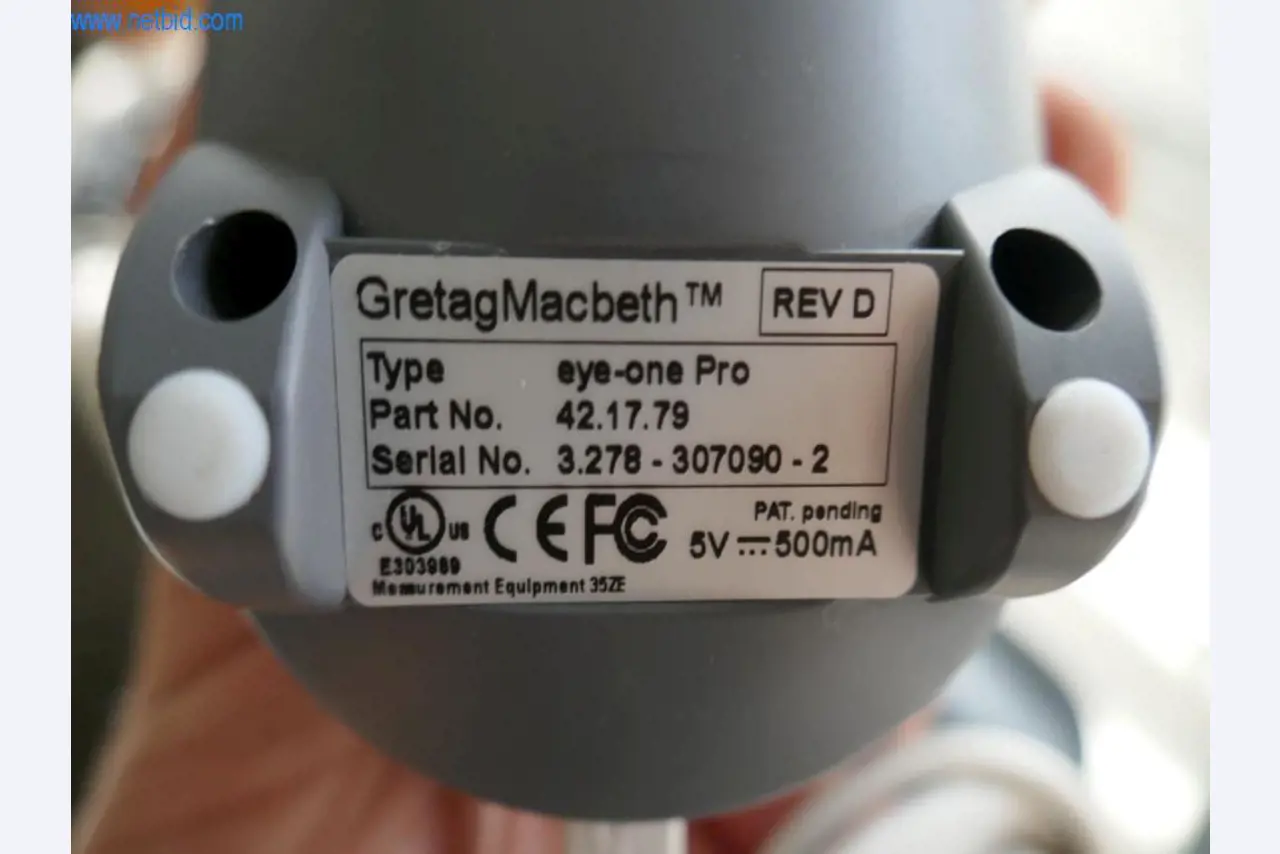 www.netbid.com
GretagMacbeth™ REV D
Type eye-one Pro
Part No. 42.17.79
Serial No. 3.278 - 307090 - 2
c UL US CE FC PAT. pending
5V ⎓ 500mA
E303989
Measurement Equipment 35ZE